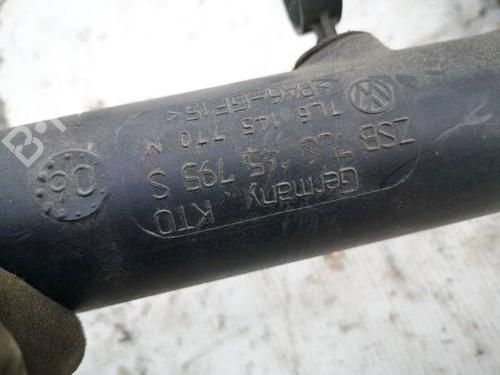 >PA6-GF15<
7L6 145 770 M
ZSB 7L6 145 795 S
Germany KTO
06